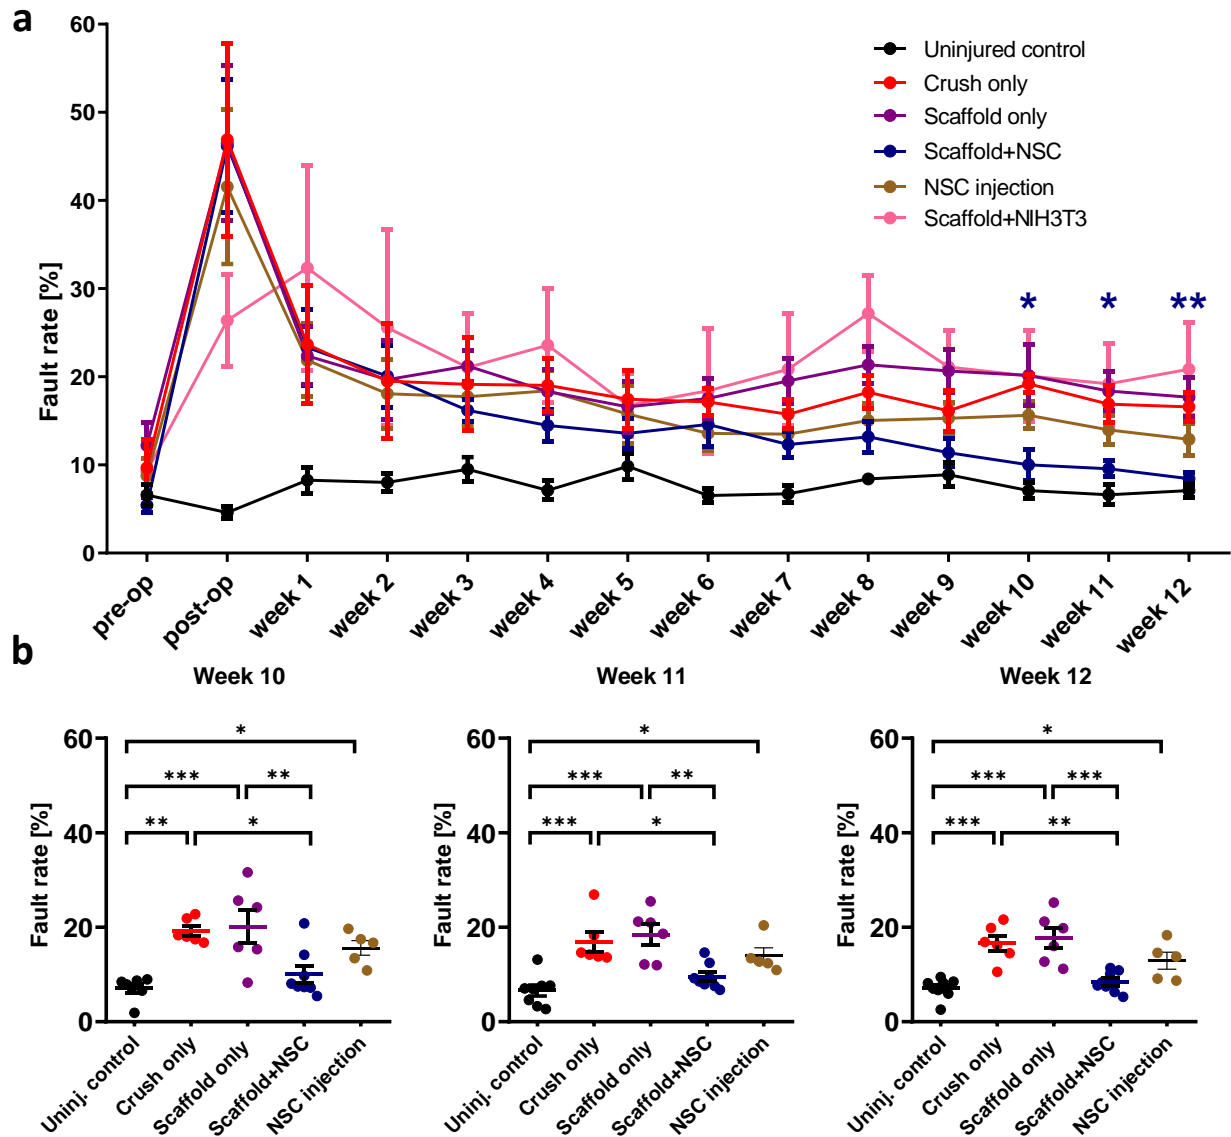 a
Fault rate [%]
60
50
40
30
20
10
0
Uninjured control
Crush only
Scaffold only
Scaffold+NSC
NSC injection
Scaffold+NIH3T3
* * **
pre-op post-op week 1 week 2 week 3 week 4 week 5 week 6 week 7 week 8 week 9 week 10 week 11 week 12
b
Week 10
Fault rate [%]
60
40
20
0
*
*** **
** *
Uninj. control Crush only Scaffold only Scaffold+NSC NSC injection
Week 11
Fault rate [%]
60
40
20
0
*
*** **
*** *
Uninj. control Crush only Scaffold only Scaffold+NSC NSC injection
Week 12
Fault rate [%]
60
40
20
0
*
*** ***
*** **
Uninj. control Crush only Scaffold only Scaffold+NSC NSC injection